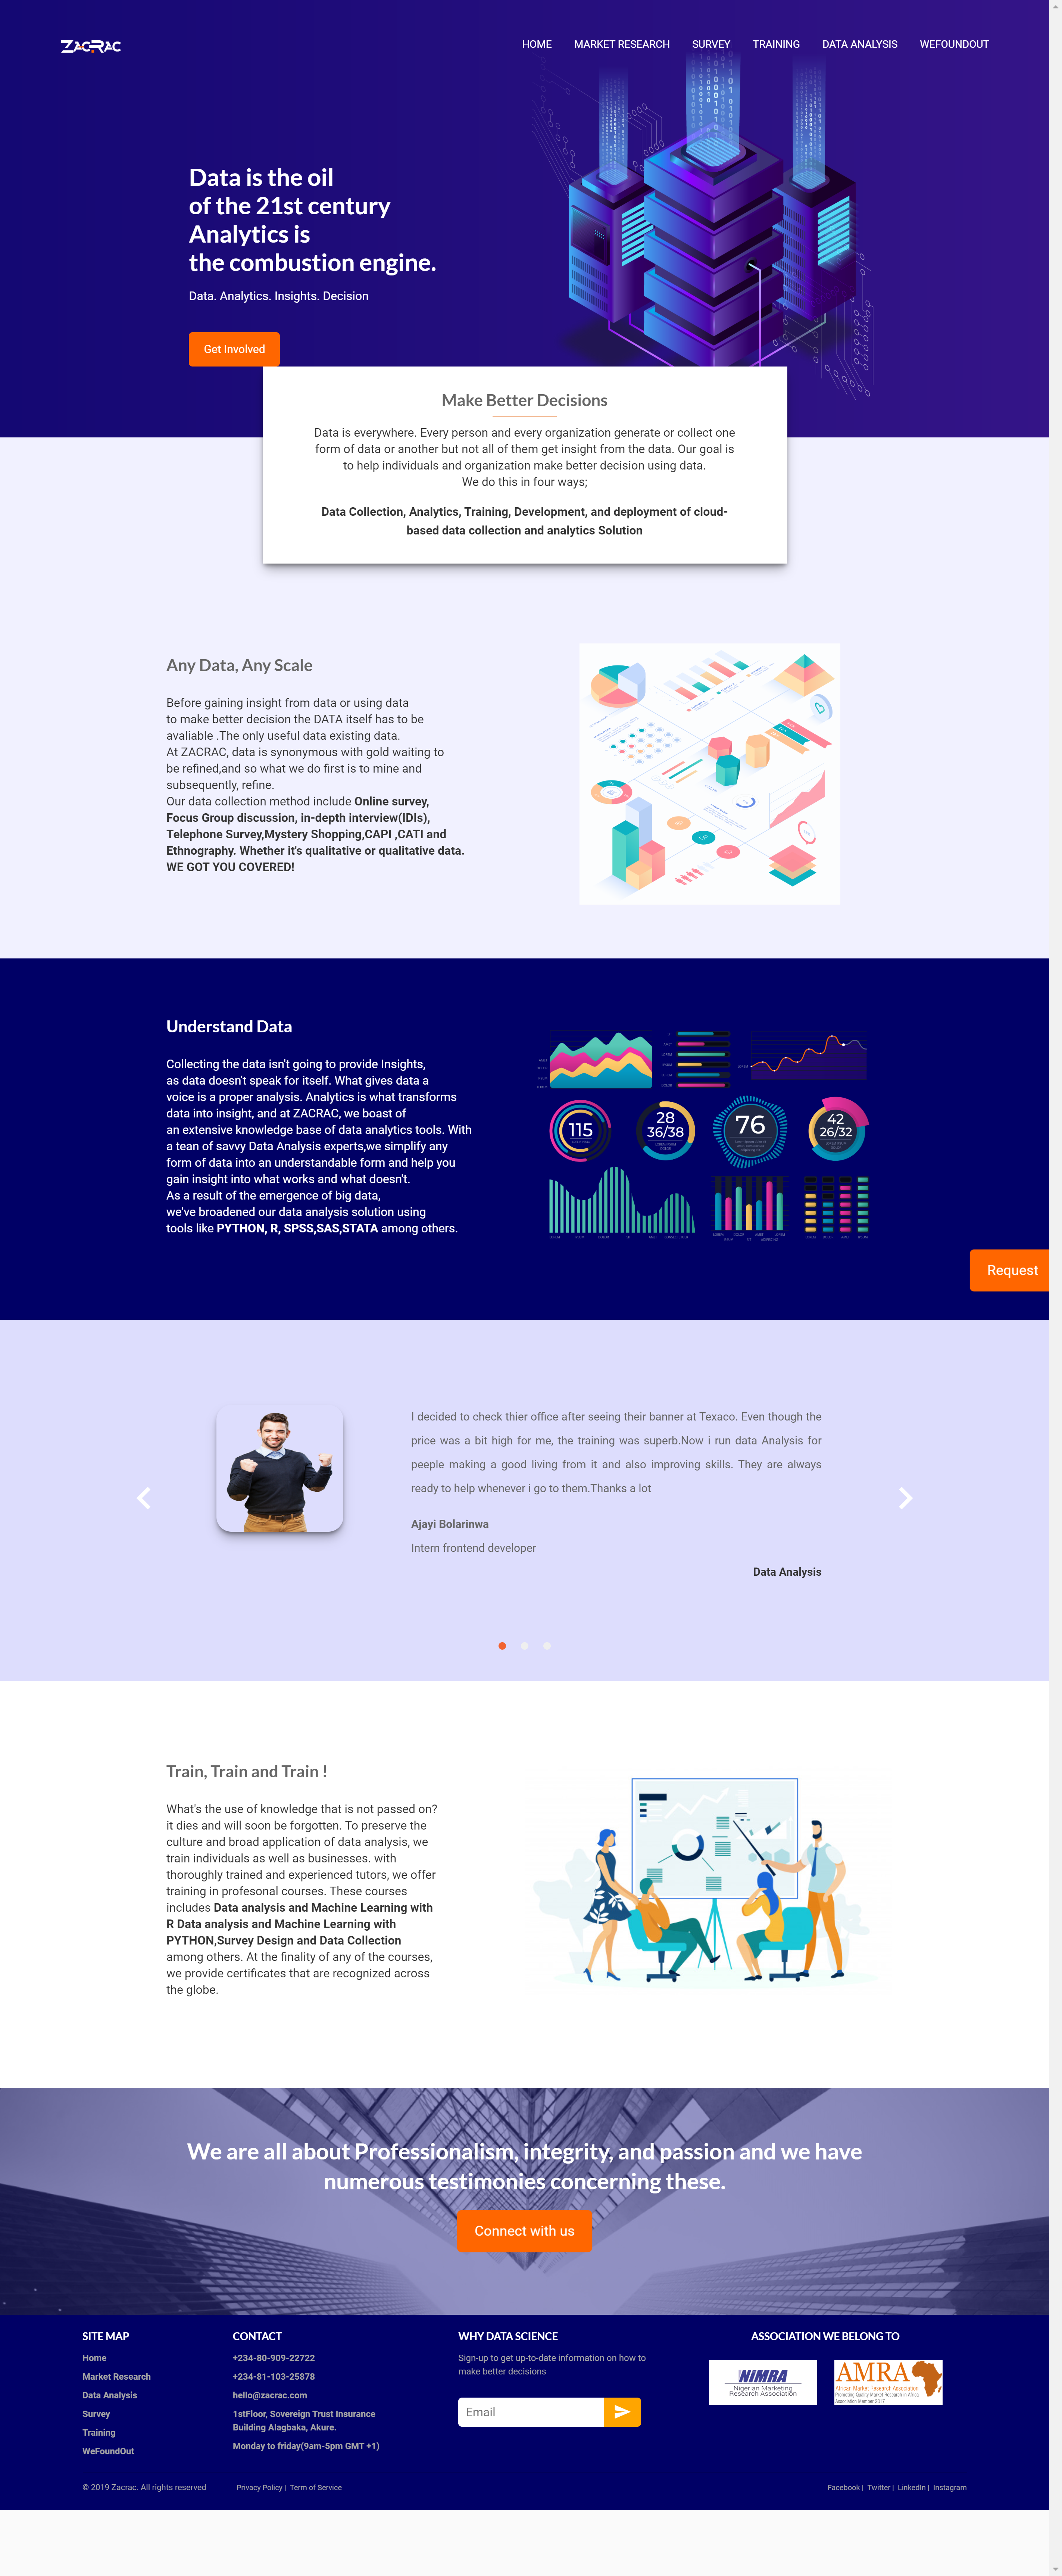 ZACRAC
HOME MARKET RESEARCH SURVEY TRAINING DATA ANALYSIS WEFOUNDOUT
Data is the oil
of the 21st century
Analytics is
the combustion engine.
Data. Analytics. Insights. Decision
Get Involved
Make Better Decisions
Data is everywhere. Every person and every organization generate or collect one
form of data or another but not all of them get insight from the data. Our goal is
to help individuals and organization make better decision using data.
We do this in four ways;
Data Collection, Analytics, Training, Development, and deployment of cloud-
based data collection and analytics Solution
Any Data, Any Scale
Before gaining insight from data or using data
to make better decision the DATA itself has to be
avaliable .The only useful data existing data.
At ZACRAC, data is synonymous with gold waiting to
be refined,and so what we do first is to mine and
subsequently, refine.
Our data collection method include Online survey,
Focus Group discussion, in-depth interview(IDIs),
Telephone Survey,Mystery Shopping,CAPI ,CATI and
Ethnography. Whether it's qualitative or qualitative data.
WE GOT YOU COVERED!
Understand Data
Collecting the data isn't going to provide Insights,
as data doesn't speak for itself. What gives data a
voice is a proper analysis. Analytics is what transforms
data into insight, and at ZACRAC, we boast of
an extensive knowledge base of data analytics tools. With
a tean of savvy Data Analysis experts,we simplify any
form of data into an understandable form and help you
gain insight into what works and what doesn't.
As a result of the emergence of big data,
we've broadened our data analysis solution using
tools like PYTHON, R, SPSS,SAS,STATA among others.
115
28
36/38
76
42
26/32
Request
I decided to check thier office after seeing their banner at Texaco. Even though the
price was a bit high for me, the training was superb.Now i run data Analysis for
peeple making a good living from it and also improving skills. They are always
ready to help whenever i go to them.Thanks a lot
Ajayi Bolarinwa
Intern frontend developer
Data Analysis
Train, Train and Train !
What's the use of knowledge that is not passed on?
it dies and will soon be forgotten. To preserve the
culture and broad application of data analysis, we
train individuals as well as businesses. with
thoroughly trained and experienced tutors, we offer
training in profesonal courses. These courses
includes Data analysis and Machine Learning with
R Data analysis and Machine Learning with
PYTHON,Survey Design and Data Collection
among others. At the finality of any of the courses,
we provide certificates that are recognized across
the globe.
We are all about Professionalism, integrity, and passion and we have
numerous testimonies concerning these.
Connect with us
SITE MAP
Home
Market Research
Data Analysis
Survey
Training
WeFoundOut
CONTACT
+234-80-909-22722
+234-81-103-25878
hello@zacrac.com
1stFloor, Sovereign Trust Insurance
Building Alagbaka, Akure.
Monday to friday(9am-5pm GMT +1)
WHY DATA SCIENCE
Sign-up to get up-to-date information on how to
make better decisions
Email
ASSOCIATION WE BELONG TO
NiMRA
Nigerian Marketing
Research Association
AMRA
African Market Research Association
Promoting Quality Market Research in Africa
Association Member 2017
© 2019 Zacrac. All rights reserved Privacy Policy | Term of Service
Facebook | Twitter | LinkedIn | Instagram